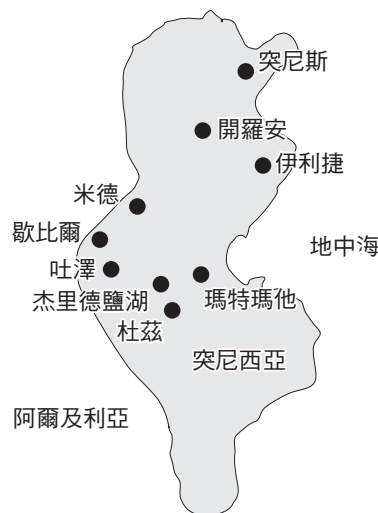 突尼斯
開羅安
伊利捷
米德
歇比爾
地中海
吐澤
杰里德鹽湖
瑪特瑪他
杜茲
突尼西亞
阿爾及利亞